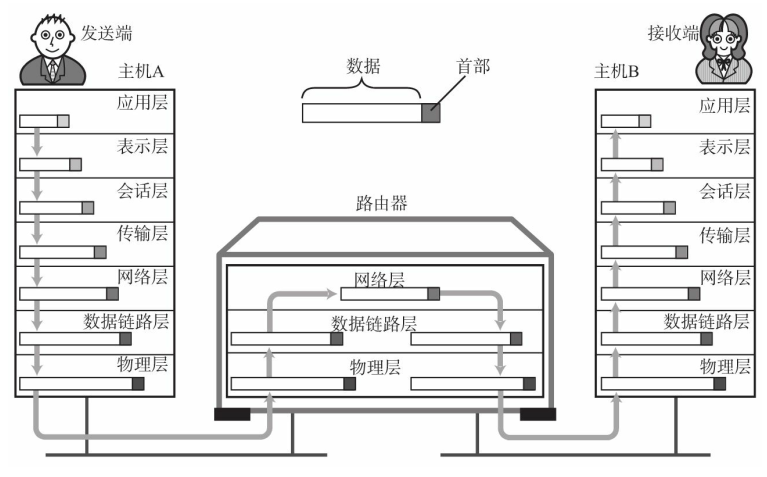 发送端
主机A
应用层
表示层
会话层
传输层
网络层
数据链路层
物理层
数据
首部
路由器
网络层
数据链路层
物理层
接收端
主机B
应用层
表示层
会话层
传输层
网络层
数据链路层
物理层